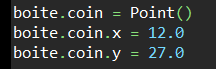 boite.coin = Point()
boite.coin.x = 12.0
boite.coin.y = 27.0